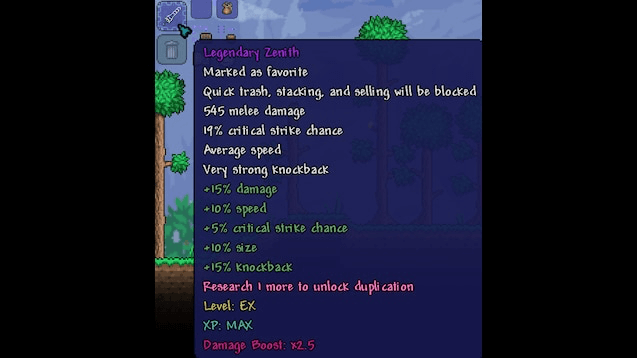 Legendary Zenith
Marked as favorite
Quick trash, stacking, and selling will be blocked
545 melee damage
19% critical strike chance
Average speed
Very strong knockback
+15% damage
+10% speed
+5% critical strike chance
+10% size
+15% knockback
Research 1 more to unlock duplication
Level: EX
XP: MAX
Damage Boost: x2.5